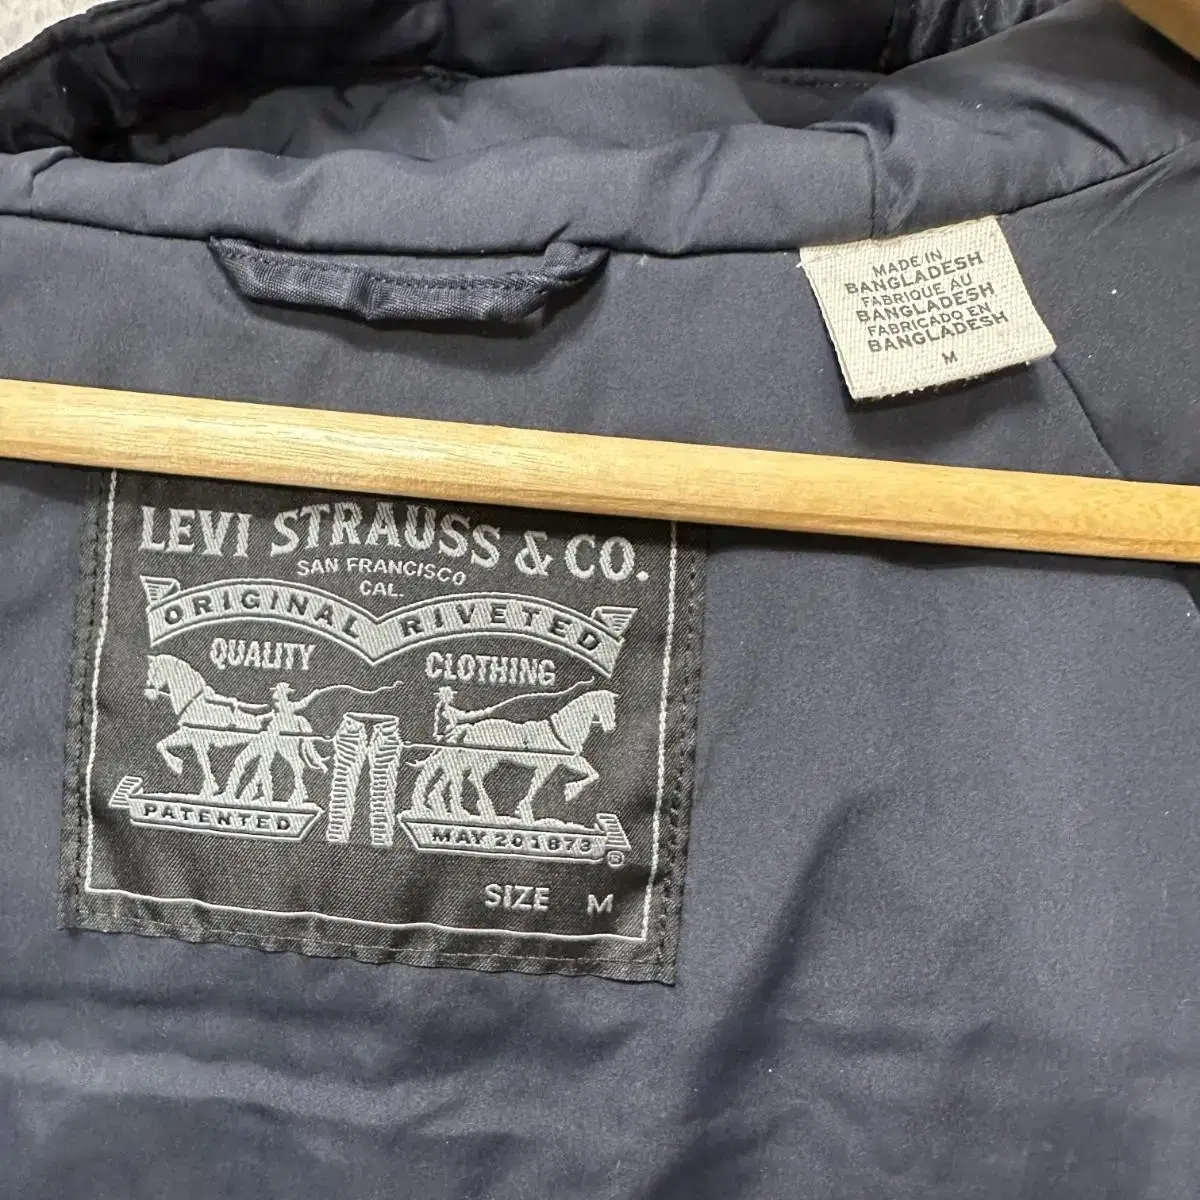 MADE IN
BANGLADESH
FABRIQUE AU
BANGLADESH
FABRICADO EN
BANGLADESH
M
LEVI STRAUSS & CO.
SAN FRANCISCO
CAL.
ORIGINAL RIVETED
QUALITY CLOTHING
PATENTED MAY 20 1873 ®
SIZE M